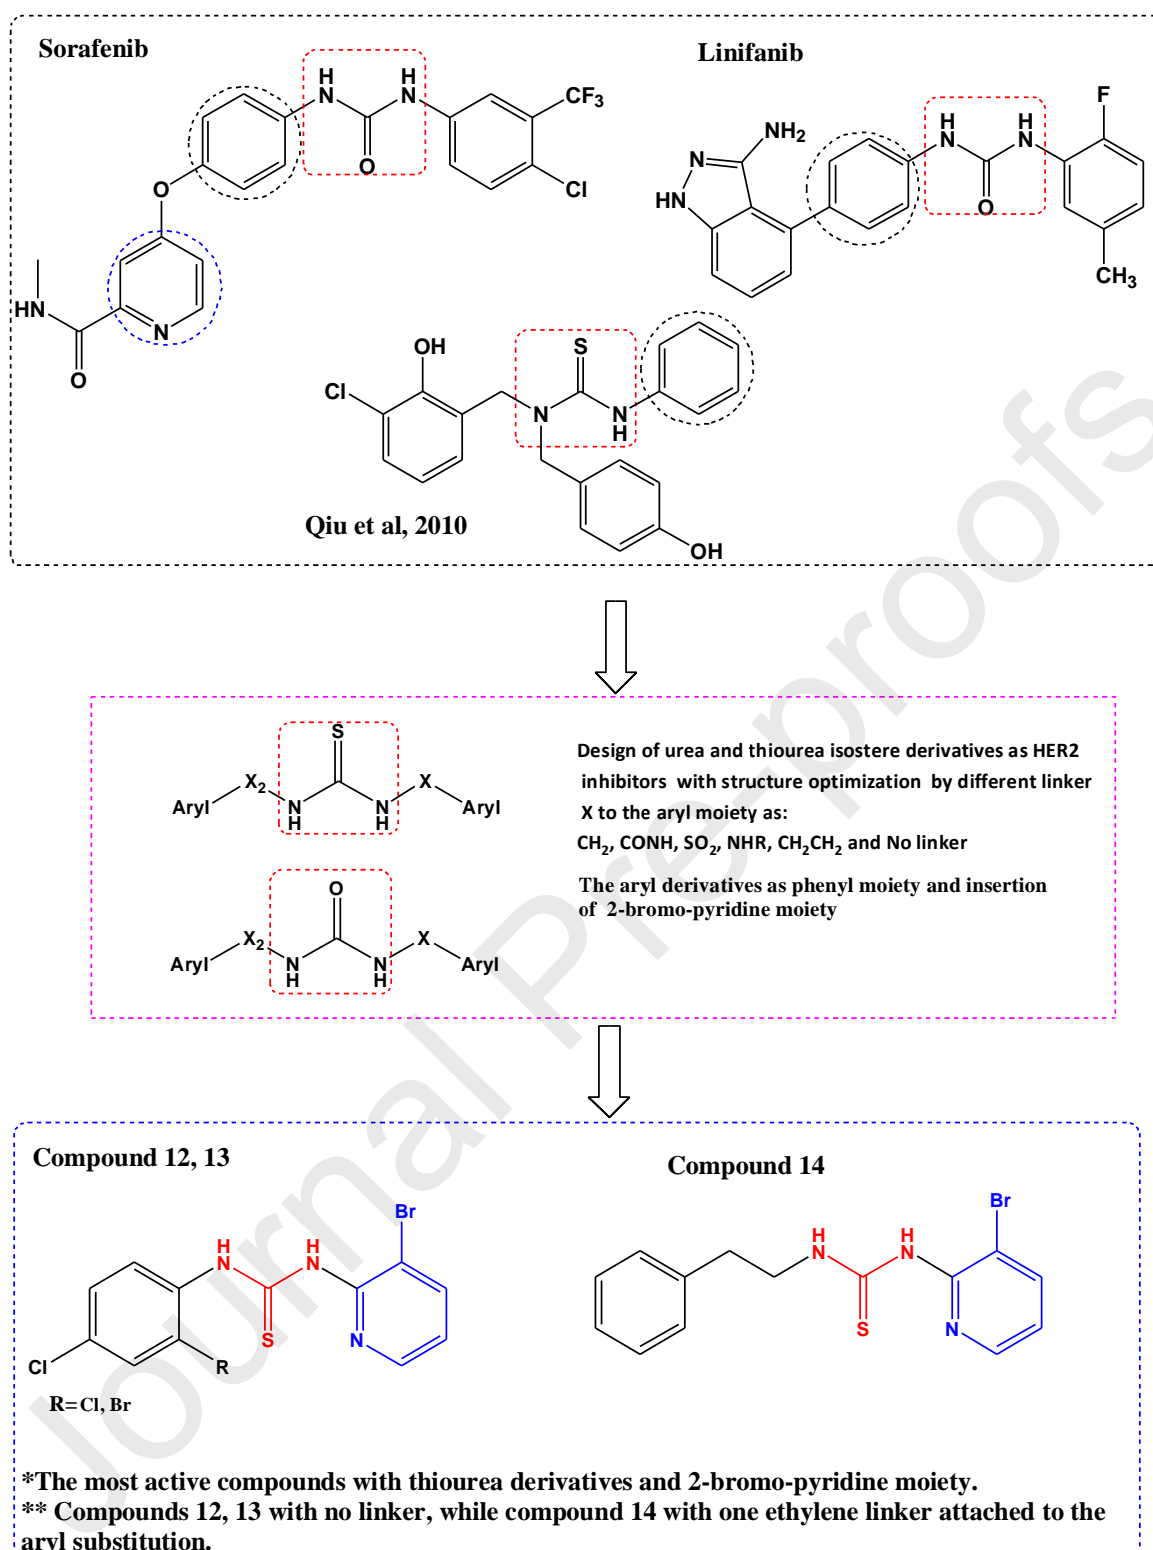 Sorafenib
Linifanib
H
N
H
N
O
CF3
Cl
O
HN
O
N
NH2
N
HN
H
N
H
N
O
F
CH3
OH
Cl
S
N
N
H
OH
Qiu et al, 2010
S
Aryl
X2
N
H
N
H
X
Aryl
O
Aryl
X2
N
H
N
H
X
Aryl
Design of urea and thiourea isostere derivatives as HER2
inhibitors with structure optimization by different linker
X to the aryl moiety as:
CH2, CONH, SO2, NHR, CH2CH2 and No linker
The aryl derivatives as phenyl moiety and insertion
of 2-bromo-pyridine moiety
Compound 12, 13
Compound 14
Br
H
N
H
N
S
N
Cl
R
R=Cl, Br
Br
H
N
H
N
S
N
*The most active compounds with thiourea derivatives and 2-bromo-pyridine moiety.
** Compounds 12, 13 with no linker, while compound 14 with one ethylene linker attached to the
aryl substitution.
Journal Pre-proofs